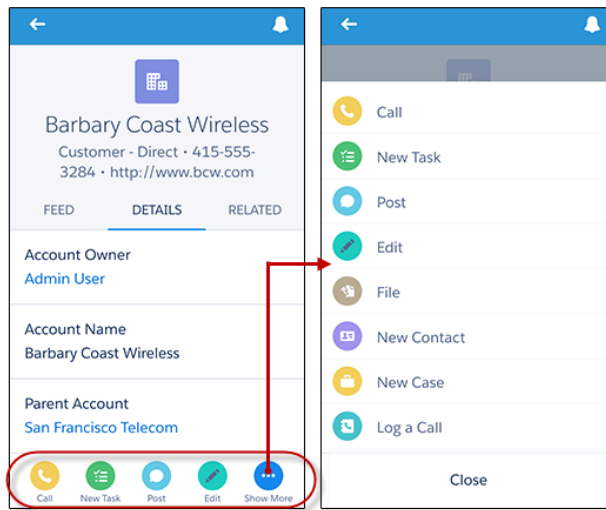 Barbary Coast Wireless
Customer - Direct • 415-555-
3284 • http://www.bcw.com
FEED DETAILS RELATED
Account Owner
Admin User
Account Name
Barbary Coast Wireless
Parent Account
San Francisco Telecom
Call New Task Post Edit Show More
Call
New Task
Post
Edit
File
New Contact
New Case
Log a Call
Close